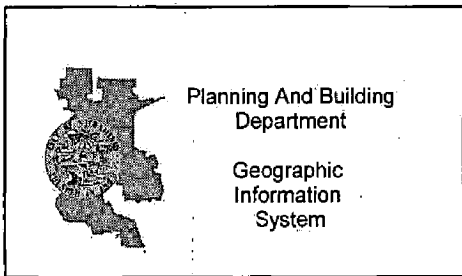 Planning And Building
Department
Geographic
Information
System